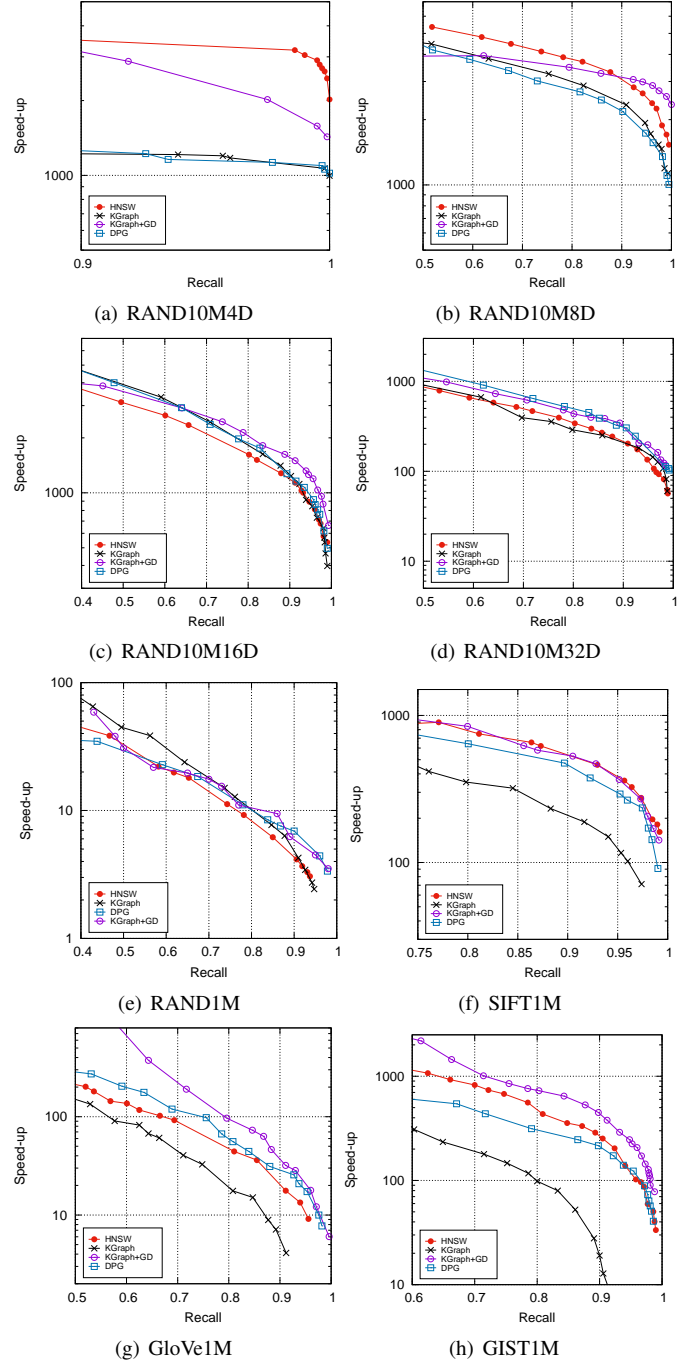 Speed-up
1000
HNSW
KGraph
KGraph+GD
DPG
0.9 1
Recall
(a) RAND10M4D
Speed-up
1000
HNSW
KGraph
KGraph+GD
DPG
0.5 0.6 0.7 0.8 0.9 1
Recall
(b) RAND10M8D
Speed-up
1000
HNSW
KGraph
KGraph+GD
DPG
0.4 0.5 0.6 0.7 0.8 0.9 1
Recall
(c) RAND10M16D
Speed-up
1000
100
10
HNSW
KGraph
KGraph+GD
DPG
0.5 0.6 0.7 0.8 0.9 1
Recall
(d) RAND10M32D
Speed-up
100
10
1
HNSW
KGraph
DPG
KGraph+GD
0.4 0.5 0.6 0.7 0.8 0.9 1
Recall
(e) RAND1M
Speed-up
1000
100
HNSW
KGraph
KGraph+GD
DPG
0.75 0.8 0.85 0.9 0.95 1
Recall
(f) SIFT1M
Speed-up
100
10
HNSW
KGraph
KGraph+GD
DPG
0.5 0.6 0.7 0.8 0.9 1
Recall
(g) GloVe1M
Speed-up
1000
100
10
HNSW
KGraph
KGraph+GD
DPG
0.6 0.7 0.8 0.9 1
Recall
(h) GIST1M